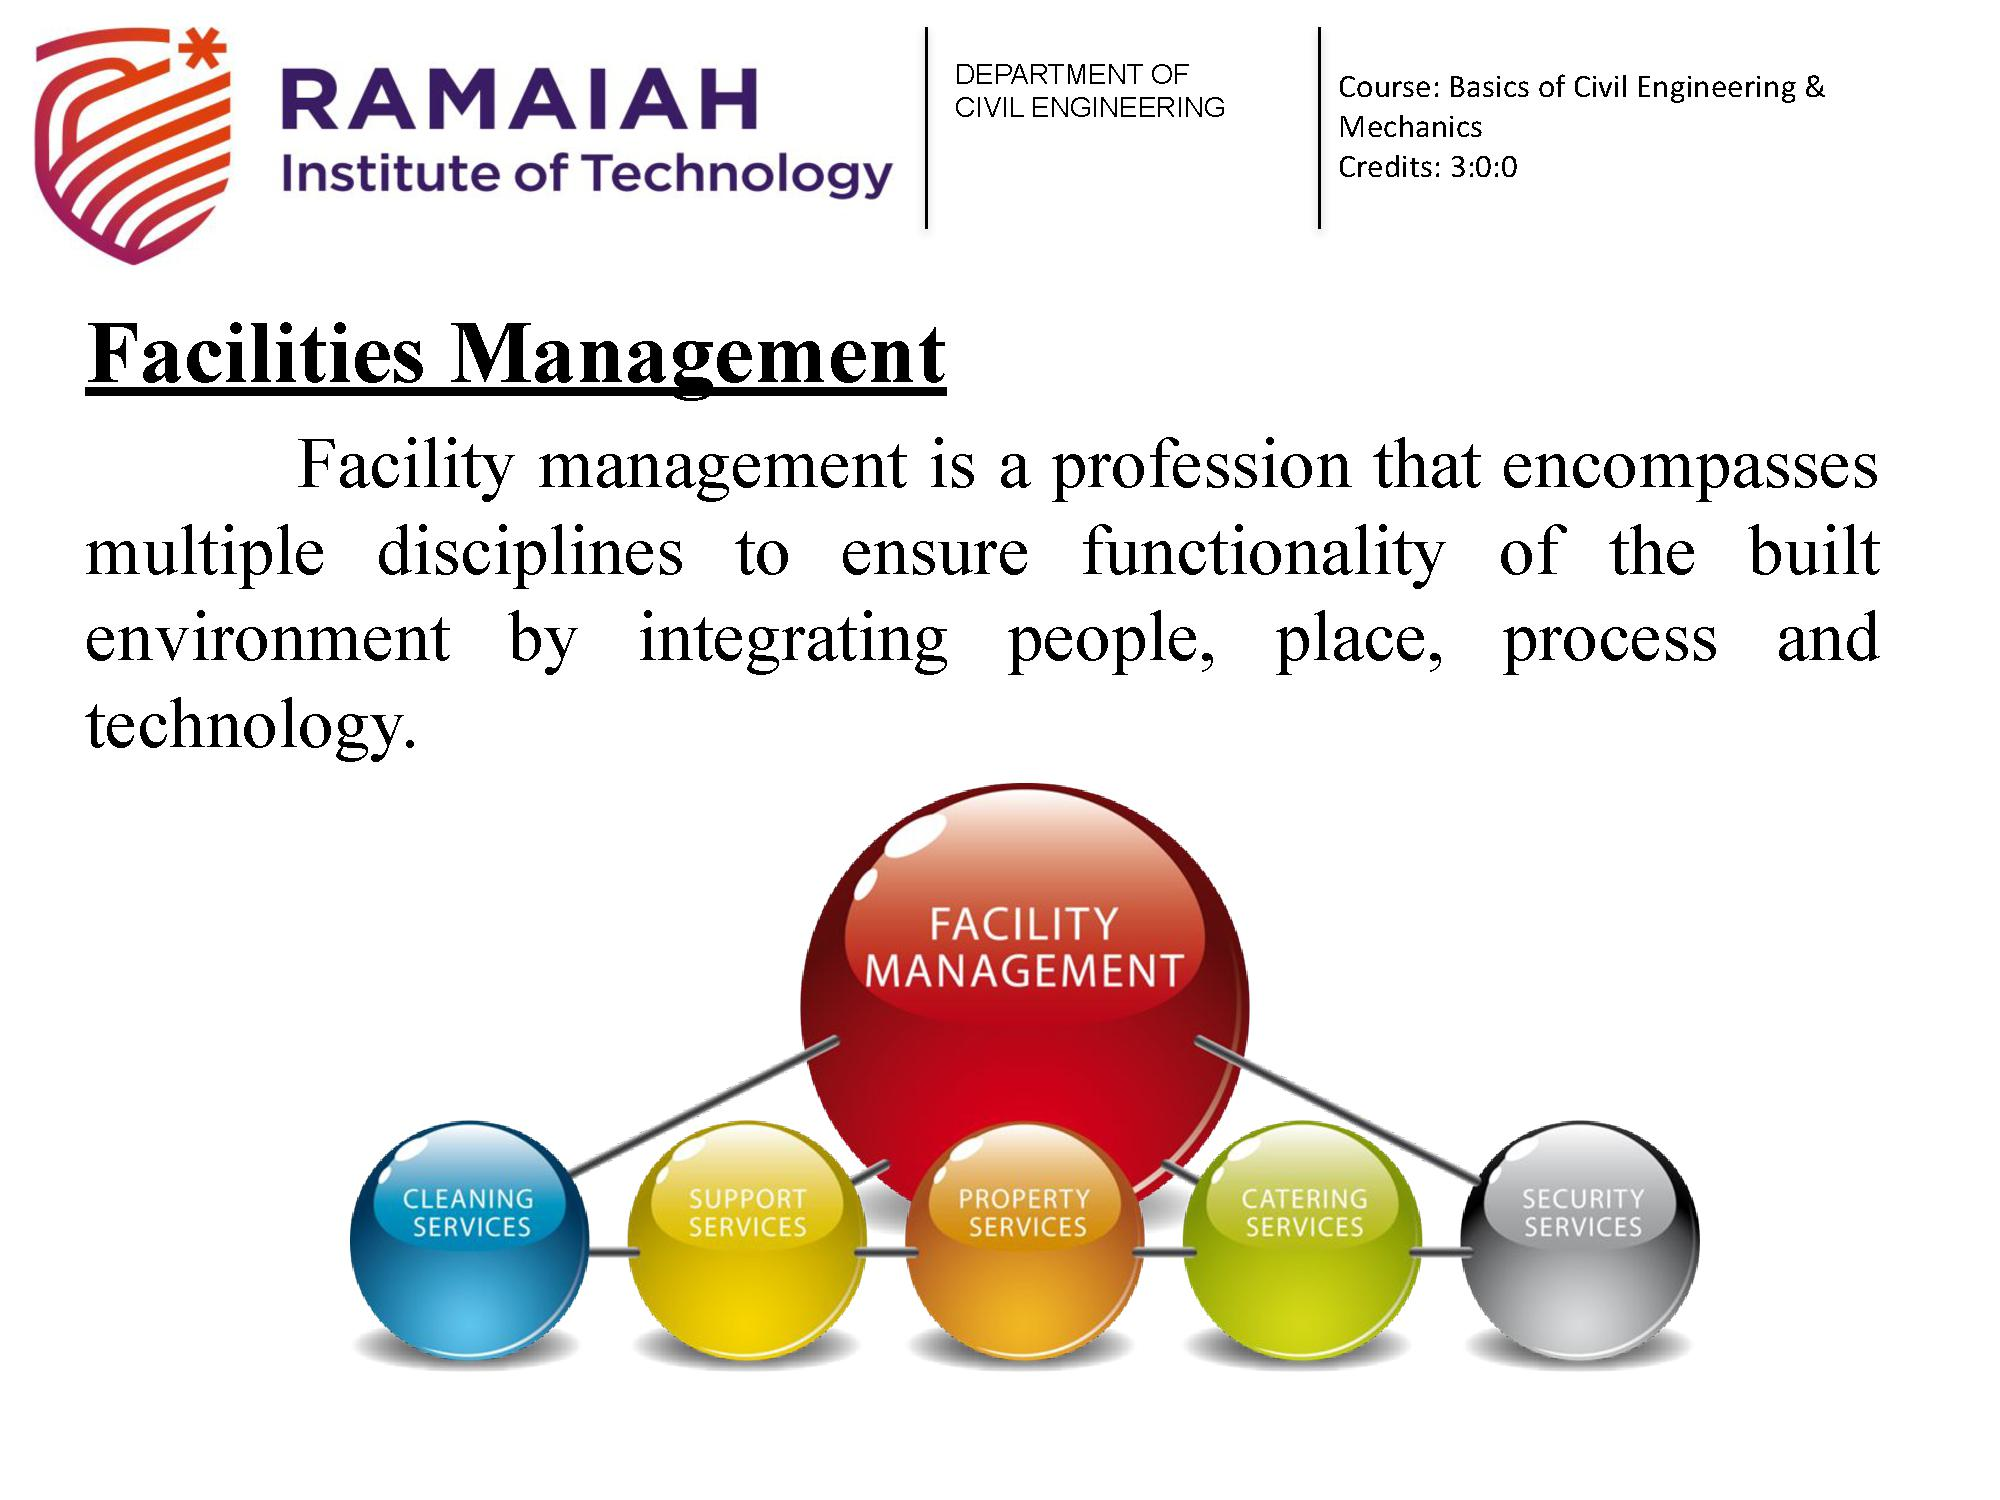 RAMAIAH
Institute of Technology
DEPARTMENT OF
CIVIL ENGINEERING
Course: Basics of Civil Engineering &
Mechanics
Credits: 3:0:0
Facilities Management
Facility management is a profession that encompasses
multiple disciplines to ensure functionality of the built
environment by integrating people, place, process and
technology.
FACILITY
MANAGEMENT
CLEANING
SERVICES
SUPPORT
SERVICES
PROPERTY
SERVICES
CATERING
SERVICES
SECURITY
SERVICES